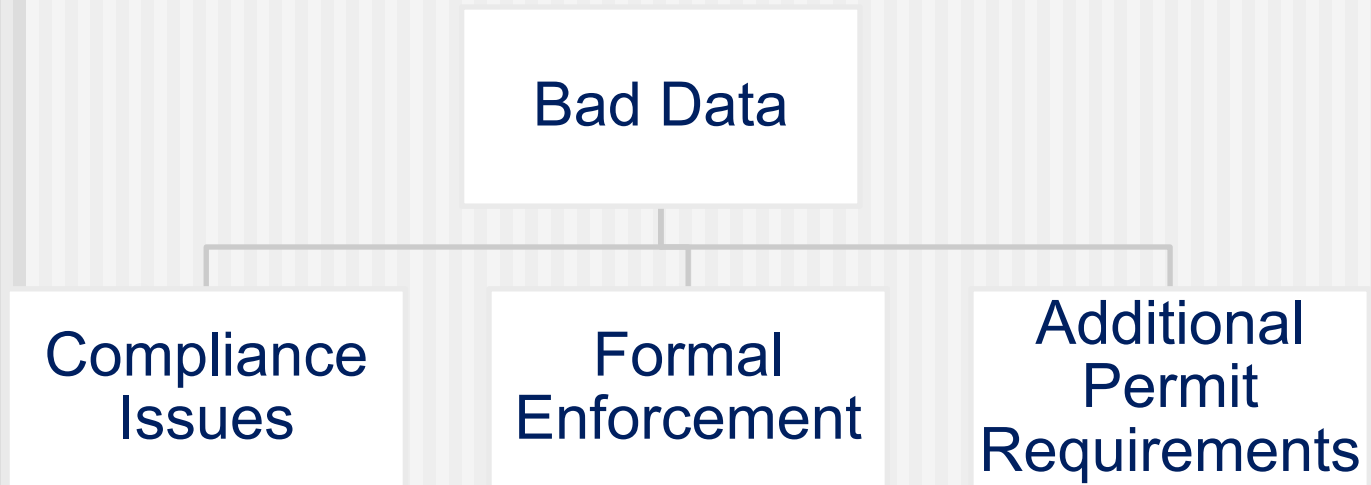 Bad Data
Compliance
Issues
Formal
Enforcement
Additional
Permit
Requirements